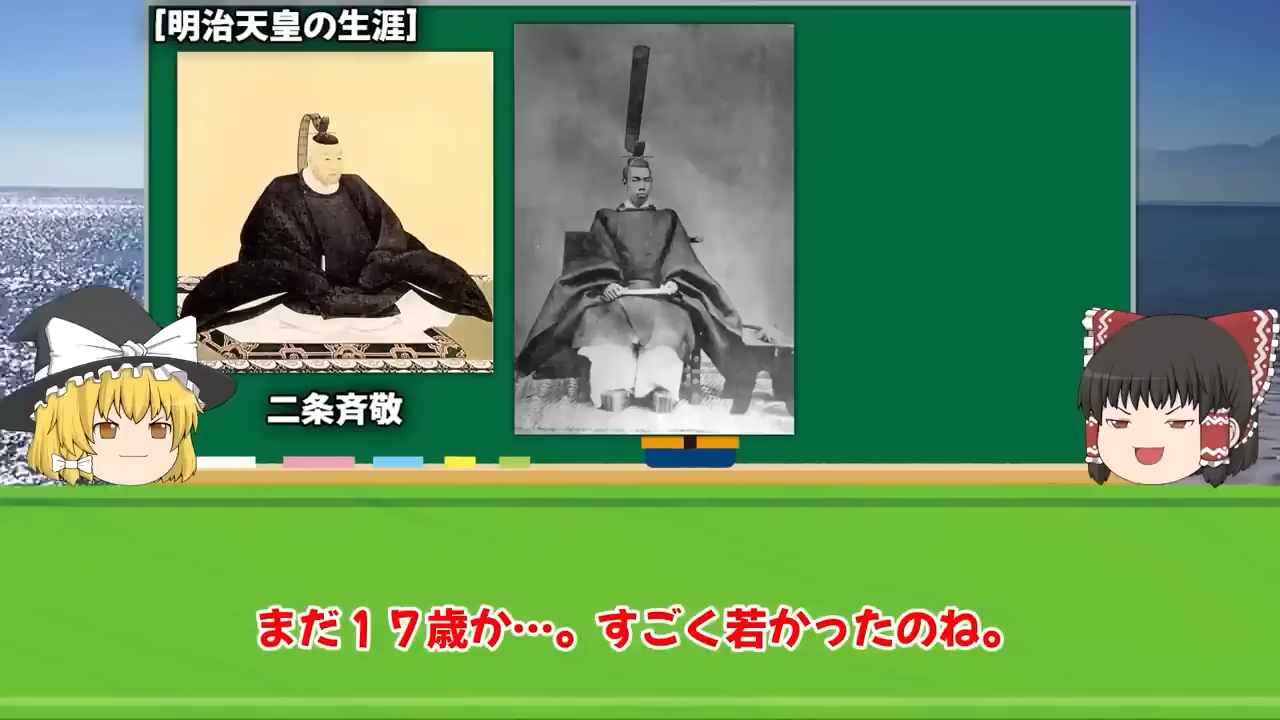 [明治天皇の生涯]
二条斉敬
まだ１７歳か…。すごく若かったのね。